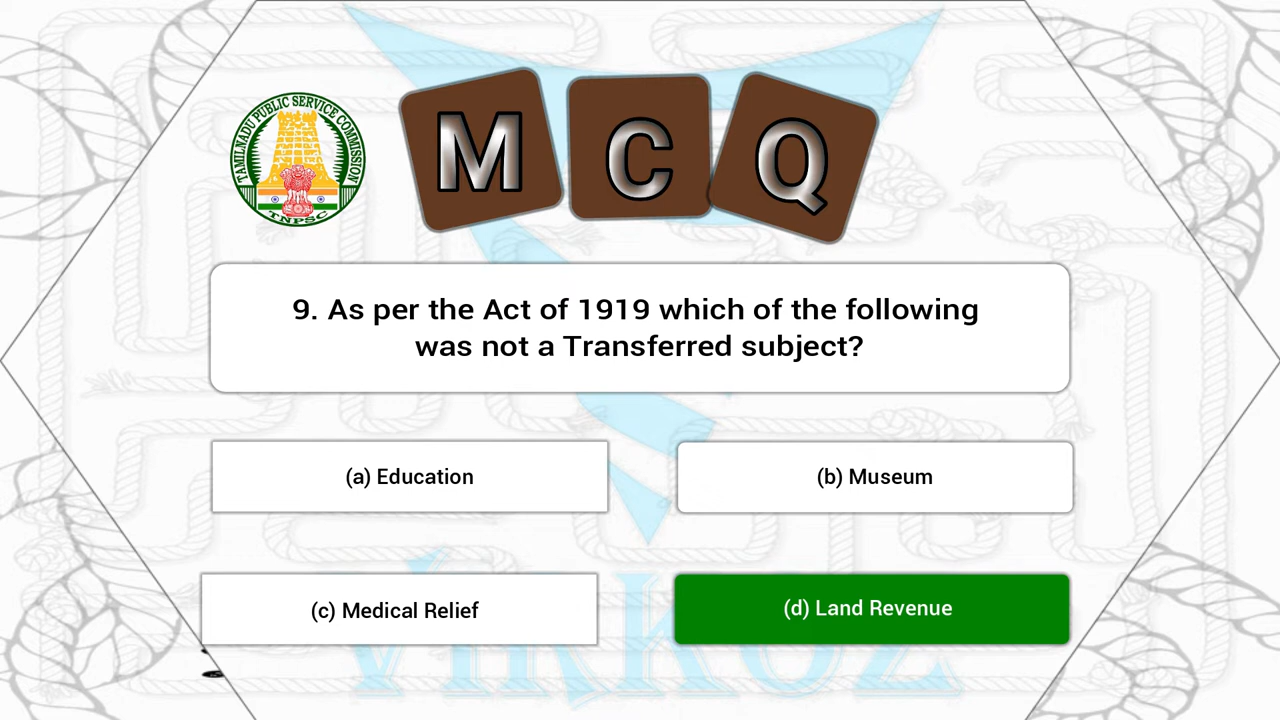 TAMILNADU PUBLIC SERVICE COMMISSION
TNPSC
M C Q
9. As per the Act of 1919 which of the following
was not a Transferred subject?
(a) Education
(b) Museum
(c) Medical Relief
(d) Land Revenue